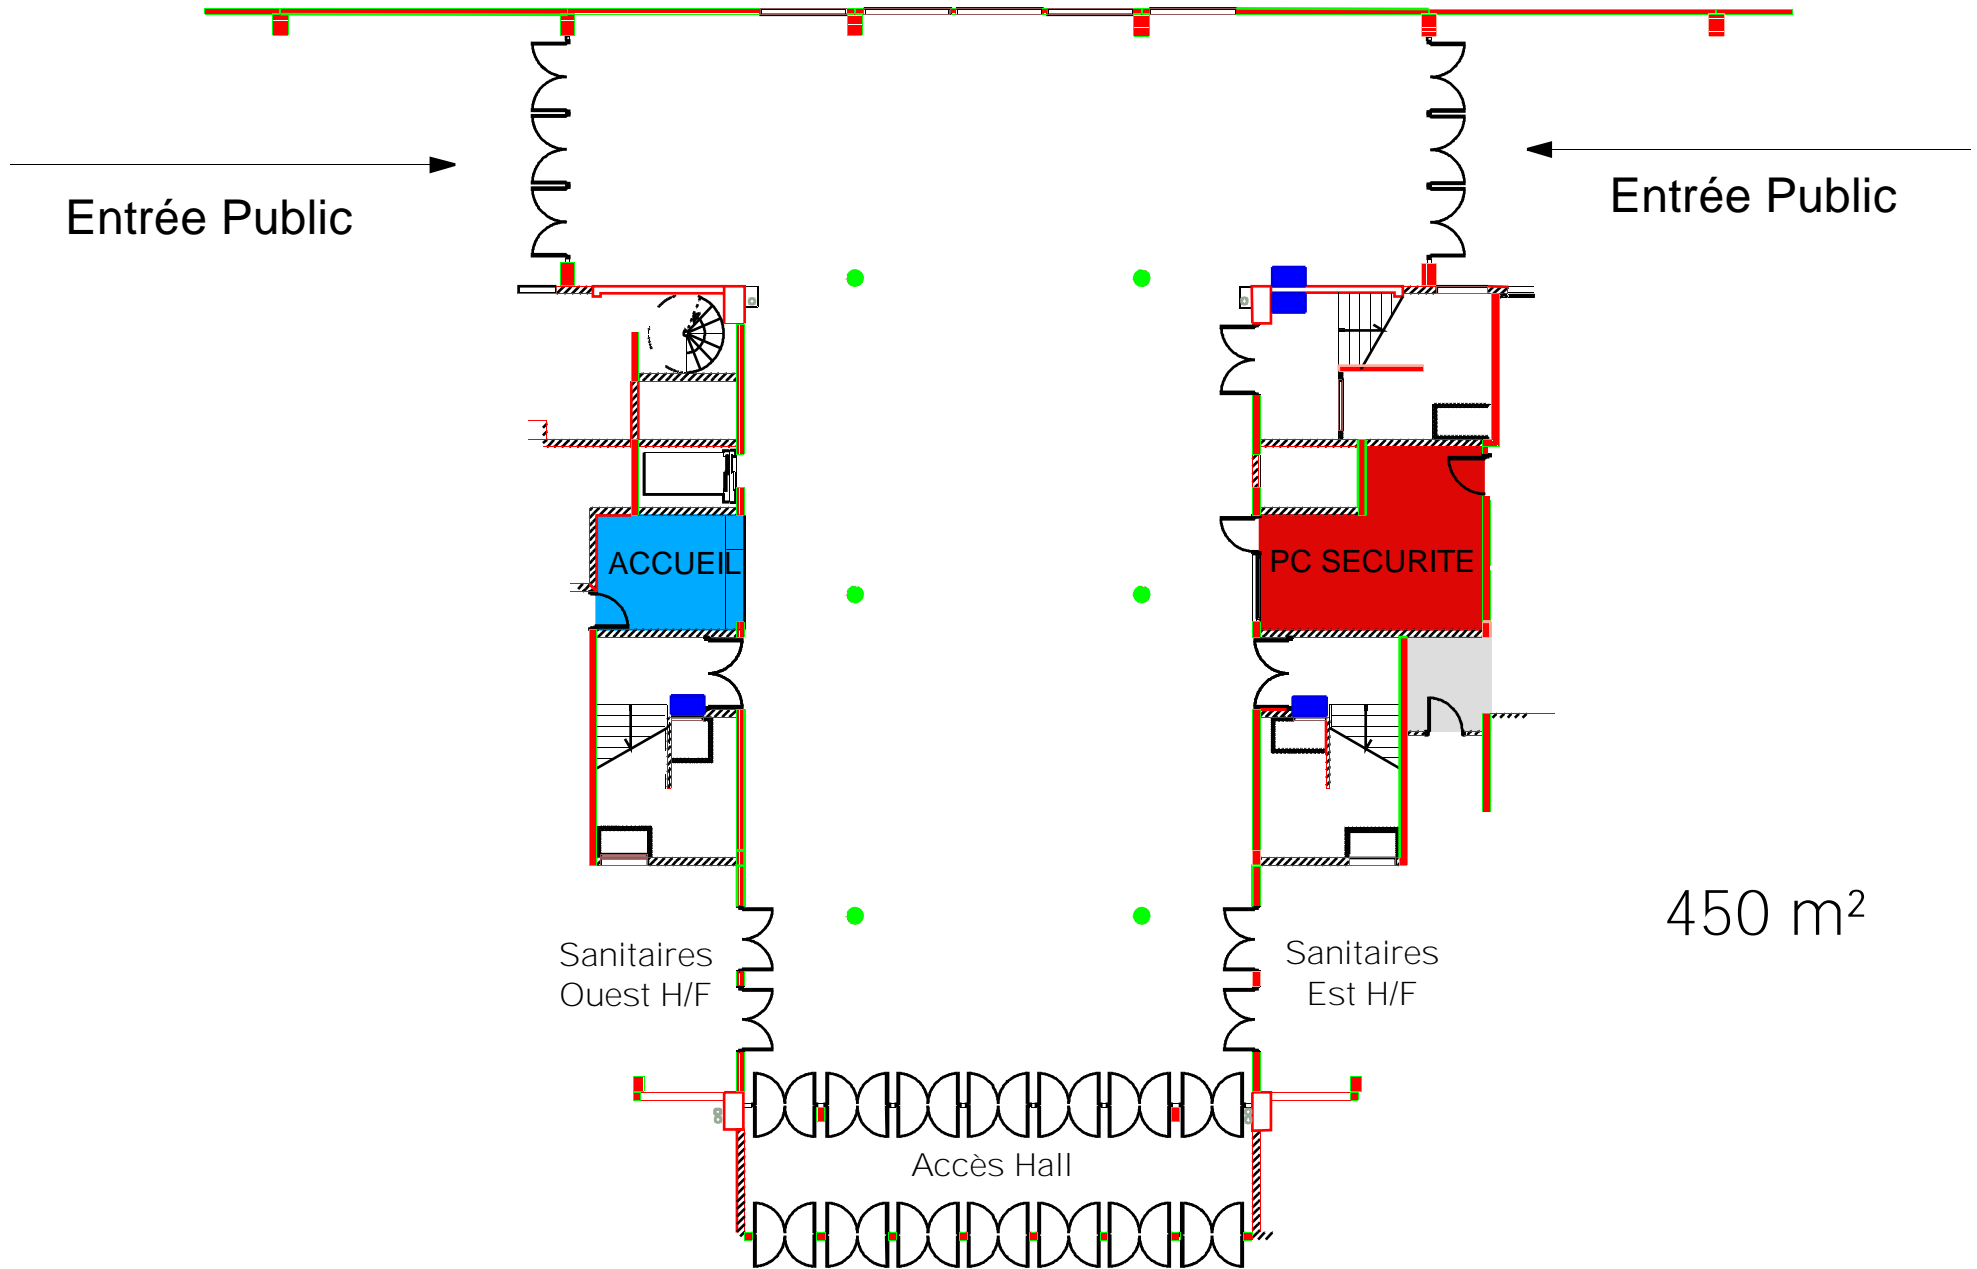 Entrée Public
Entrée Public
ACCUEIL
PC SECURITE
450 m²
Sanitaires
Ouest H/F
Sanitaires
Est H/F
Accès Hall